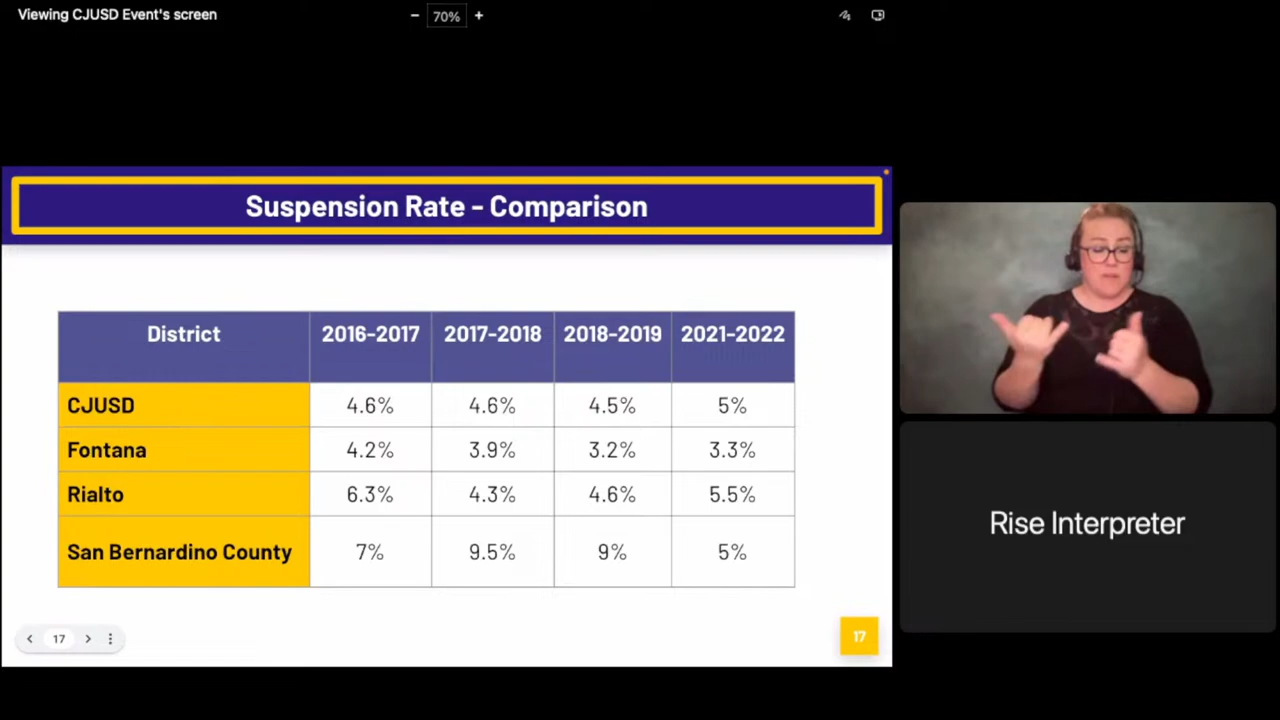 Viewing CJUSD Event's screen
− 70% +
Suspension Rate - Comparison
District 2016-2017 2017-2018 2018-2019 2021-2022
CJUSD 4.6% 4.6% 4.5% 5%
Fontana 4.2% 3.9% 3.2% 3.3%
Rialto 6.3% 4.3% 4.6% 5.5%
San Bernardino County 7% 9.5% 9% 5%
17
17
Rise Interpreter